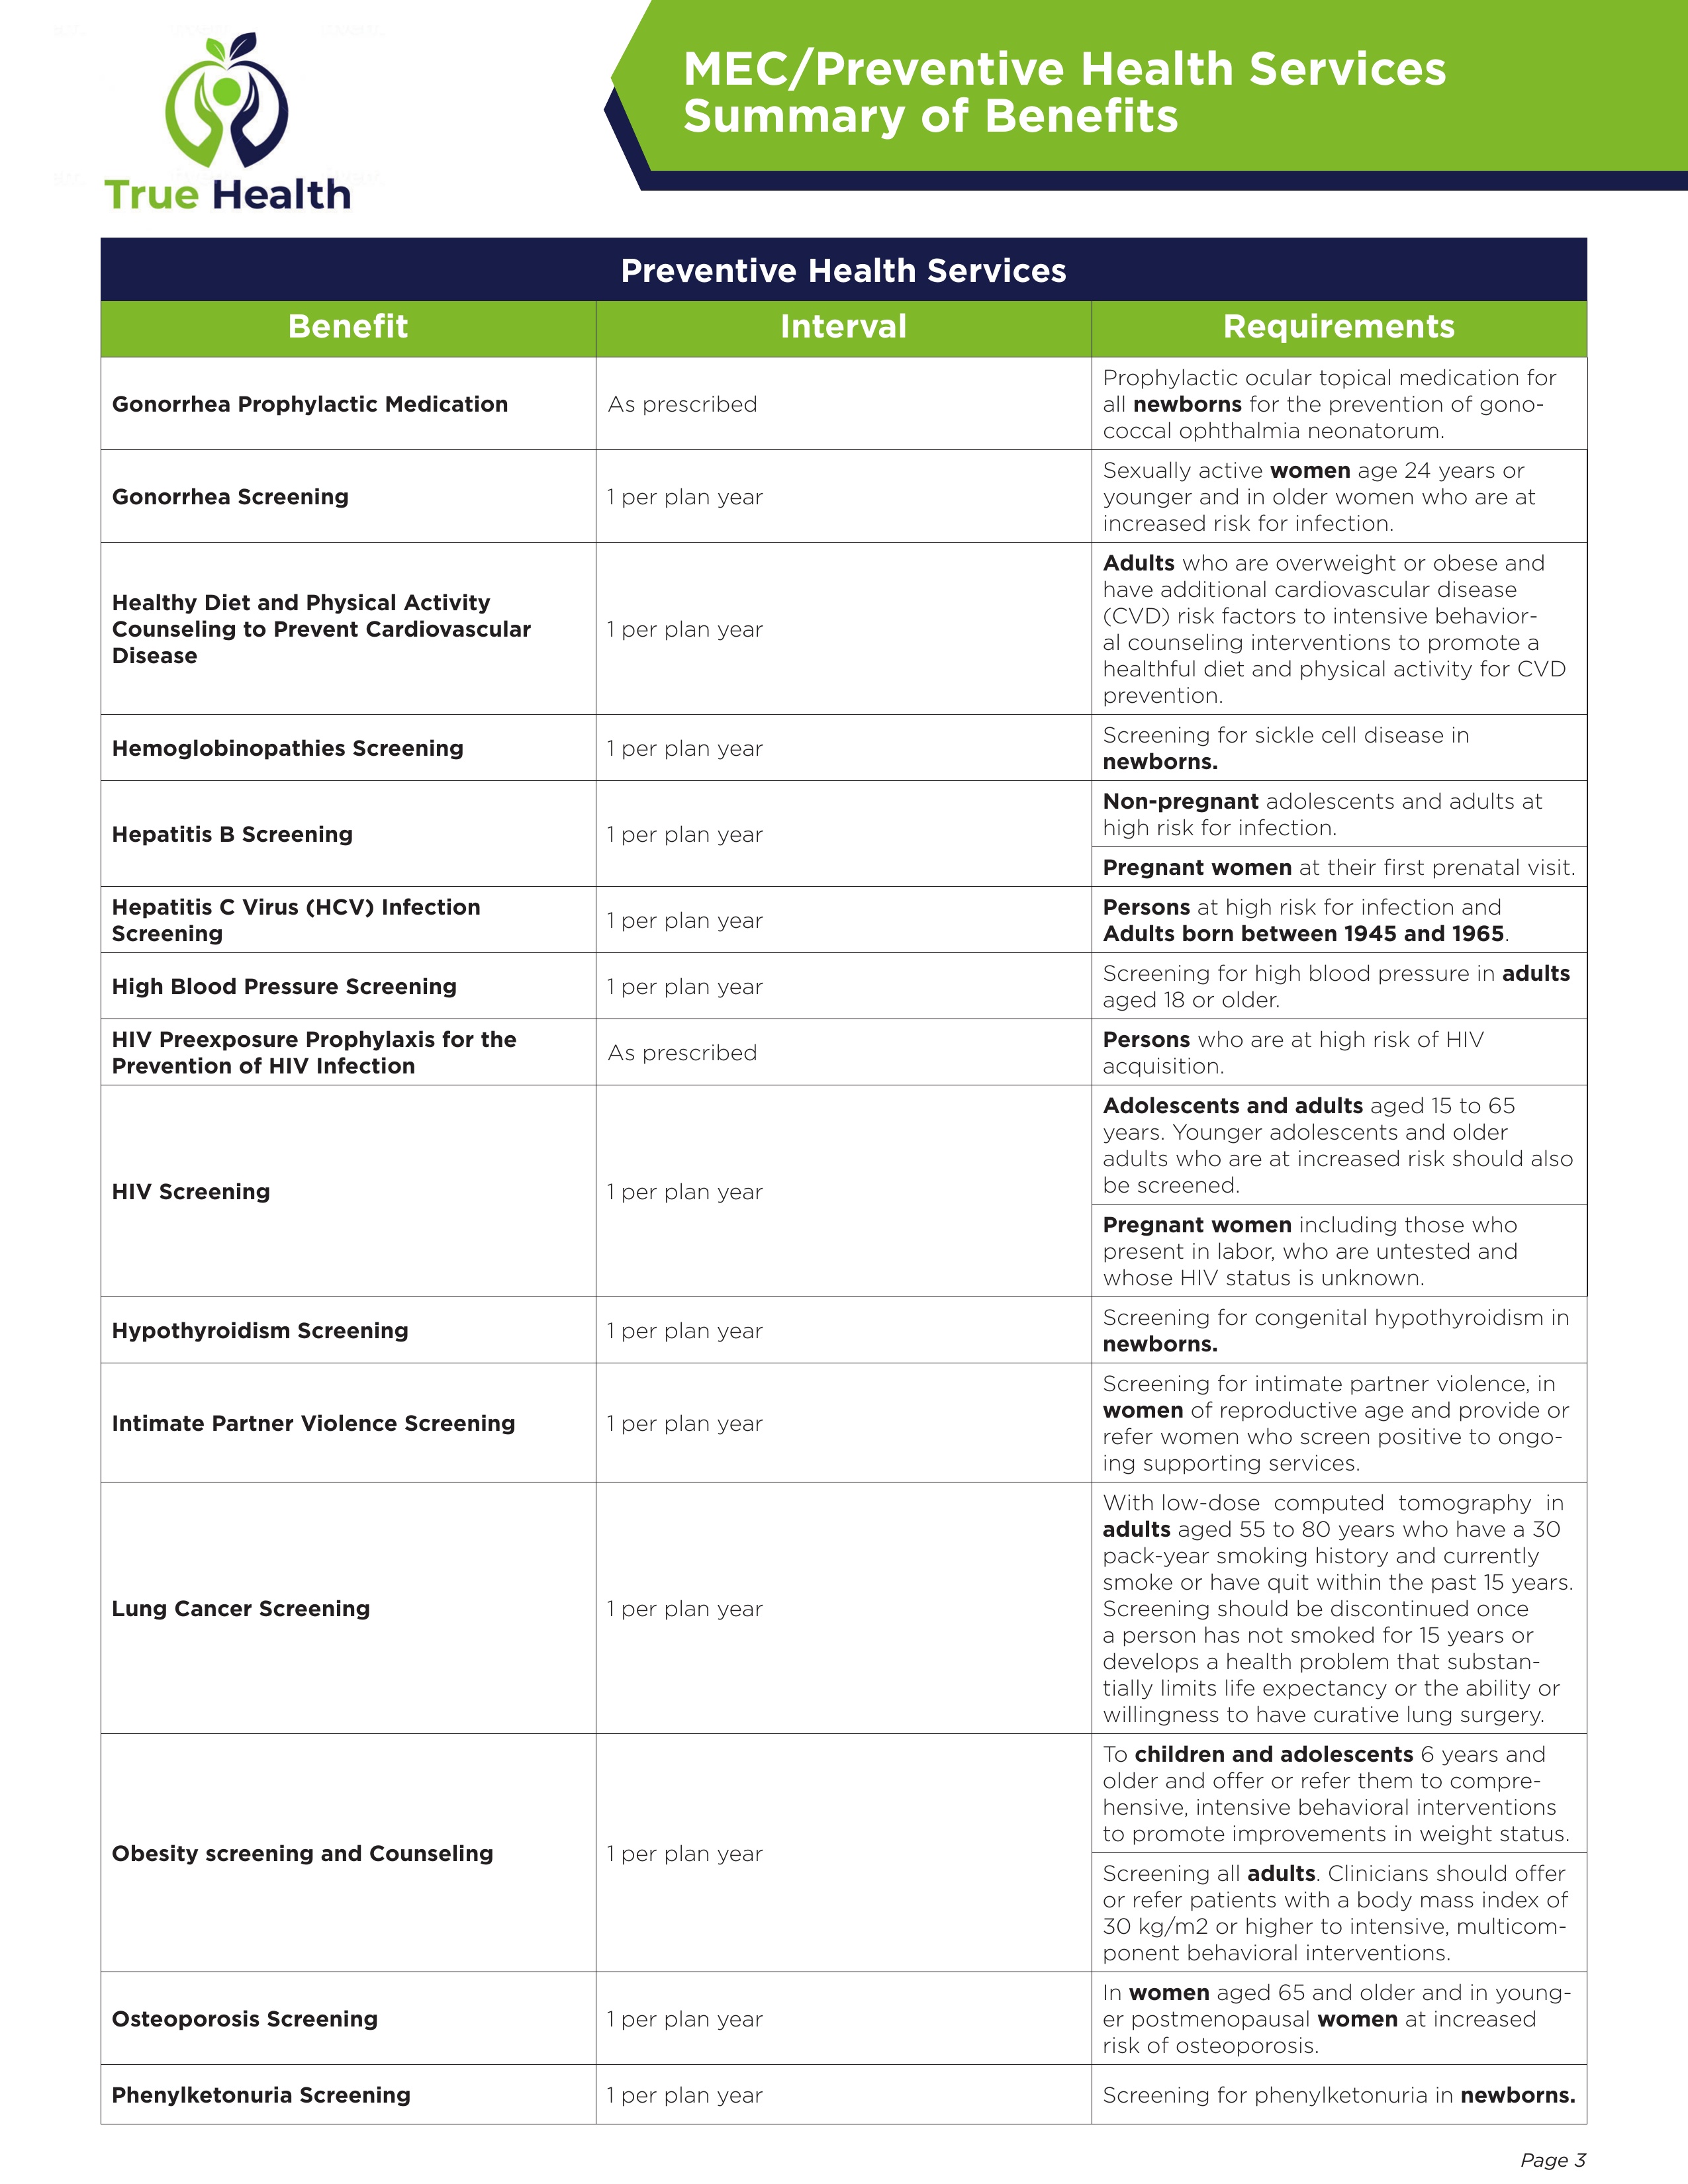 True Health
MEC/Preventive Health Services
Summary of Benefits
Preventive Health Services
Benefit
Interval
Requirements
Gonorrhea Prophylactic Medication
As prescribed
Prophylactic ocular topical medication for
all newborns for the prevention of gono-
coccal ophthalmia neonatorum.
Gonorrhea Screening
1 per plan year
Sexually active women age 24 years or
younger and in older women who are at
increased risk for infection.
Healthy Diet and Physical Activity
Counseling to Prevent Cardiovascular
Disease
1 per plan year
Adults who are overweight or obese and
have additional cardiovascular disease
(CVD) risk factors to intensive behavior-
al counseling interventions to promote a
healthful diet and physical activity for CVD
prevention.
Hemoglobinopathies Screening
1 per plan year
Screening for sickle cell disease in
newborns.
Hepatitis B Screening
1 per plan year
Non-pregnant adolescents and adults at
high risk for infection.
Pregnant women at their first prenatal visit.
Hepatitis C Virus (HCV) Infection
Screening
1 per plan year
Persons at high risk for infection and
Adults born between 1945 and 1965.
High Blood Pressure Screening
1 per plan year
Screening for high blood pressure in adults
aged 18 or older.
HIV Preexposure Prophylaxis for the
Prevention of HIV Infection
As prescribed
Persons who are at high risk of HIV
acquisition.
HIV Screening
1 per plan year
Adolescents and adults aged 15 to 65
years. Younger adolescents and older
adults who are at increased risk should also
be screened.
Pregnant women including those who
present in labor, who are untested and
whose HIV status is unknown.
Hypothyroidism Screening
1 per plan year
Screening for congenital hypothyroidism in
newborns.
Intimate Partner Violence Screening
1 per plan year
Screening for intimate partner violence, in
women of reproductive age and provide or
refer women who screen positive to ongo-
ing supporting services.
Lung Cancer Screening
1 per plan year
With low-dose computed tomography in
adults aged 55 to 80 years who have a 30
pack-year smoking history and currently
smoke or have quit within the past 15 years.
Screening should be discontinued once
a person has not smoked for 15 years or
develops a health problem that substan-
tially limits life expectancy or the ability or
willingness to have curative lung surgery.
Obesity screening and Counseling
1 per plan year
To children and adolescents 6 years and
older and offer or refer them to compre-
hensive, intensive behavioral interventions
to promote improvements in weight status.
Screening all adults. Clinicians should offer
or refer patients with a body mass index of
30 kg/m2 or higher to intensive, multicom-
ponent behavioral interventions.
Osteoporosis Screening
1 per plan year
In women aged 65 and older and in young-
er postmenopausal women at increased
risk of osteoporosis.
Phenylketonuria Screening
1 per plan year
Screening for phenylketonuria in newborns.
Page 3